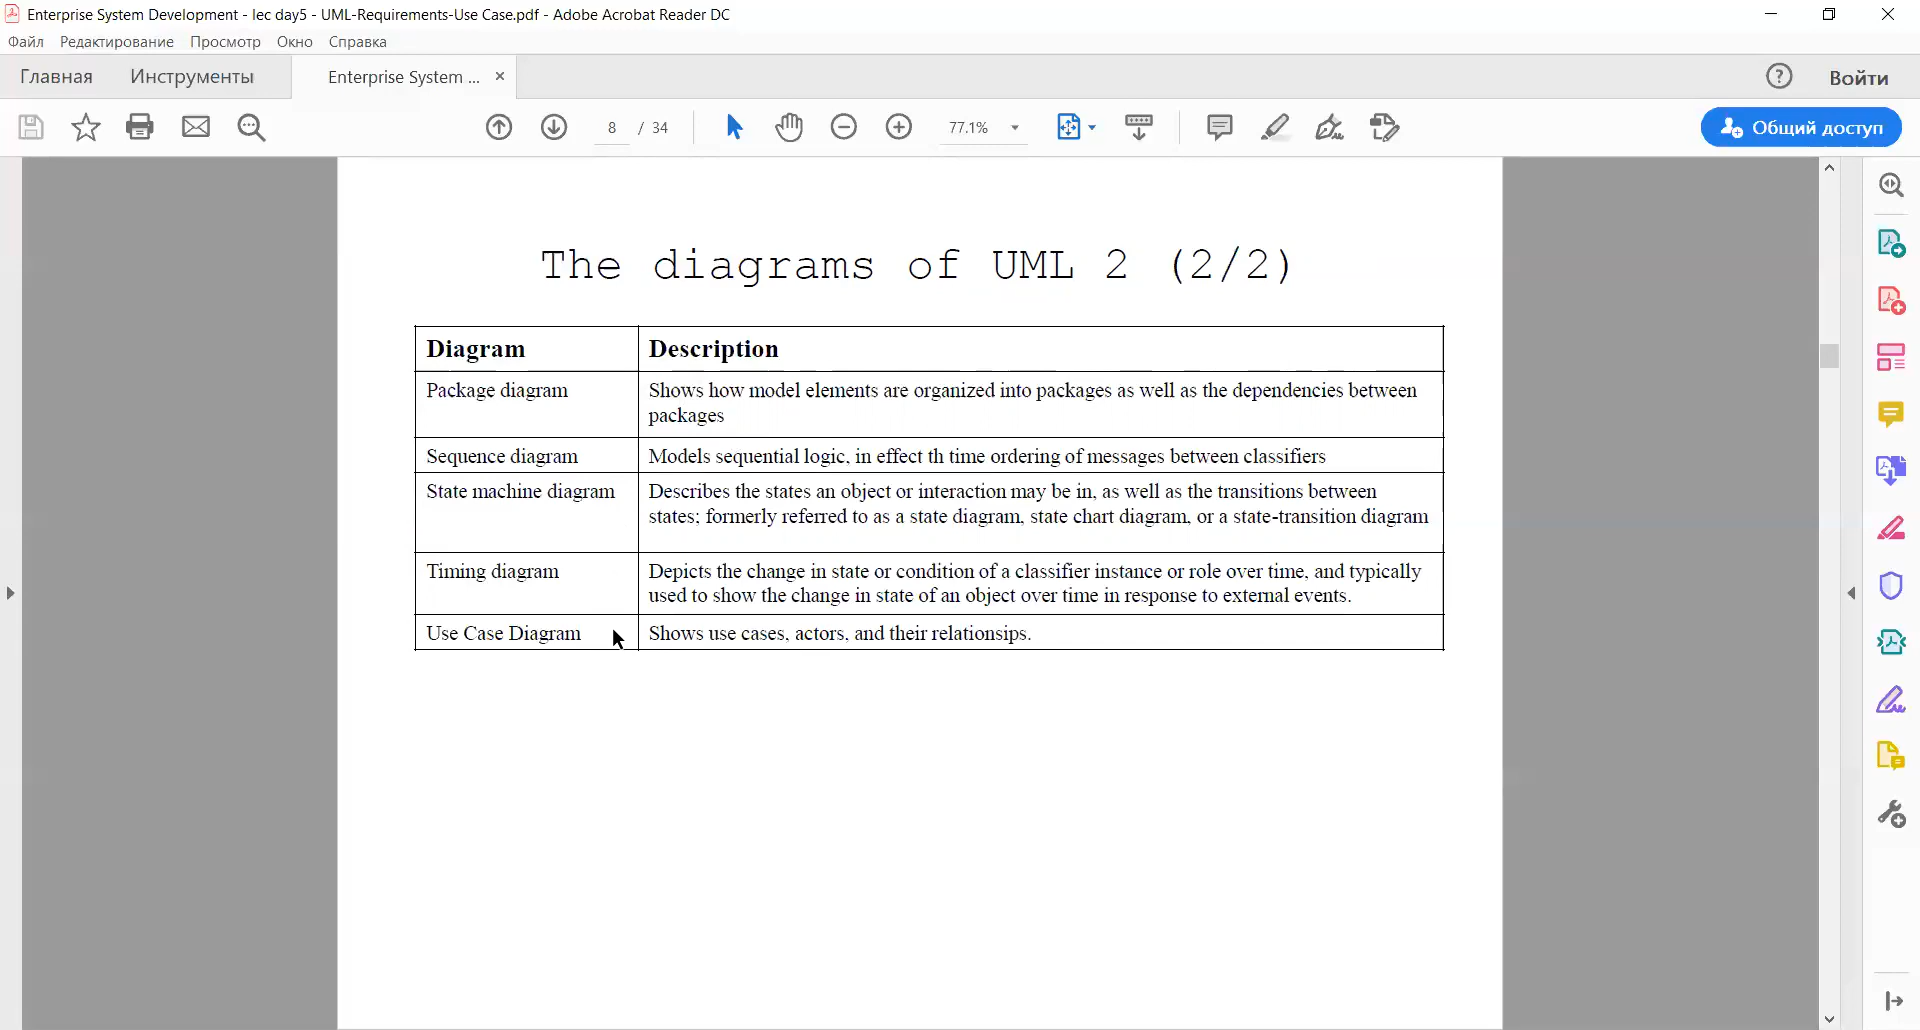 Enterprise System Development - lec day5 - UML-Requirements-Use Case.pdf - Adobe Acrobat Reader DC
Файл Редактирование Просмотр Окно Справка
Главная Инструменты Enterprise System ... Войти
8 / 34 77.1% Общий доступ
The diagrams of UML 2 (2/2)
Diagram Description
Package diagram Shows how model elements are organized into packages as well as the dependencies between
packages
Sequence diagram Models sequential logic, in effect th time ordering of messages between classifiers
State machine diagram Describes the states an object or interaction may be in, as well as the transitions between
states; formerly referred to as a state diagram, state chart diagram, or a state-transition diagram
Timing diagram Depicts the change in state or condition of a classifier instance or role over time, and typically
used to show the change in state of an object over time in response to external events.
Use Case Diagram Shows use cases, actors, and their relationsips.